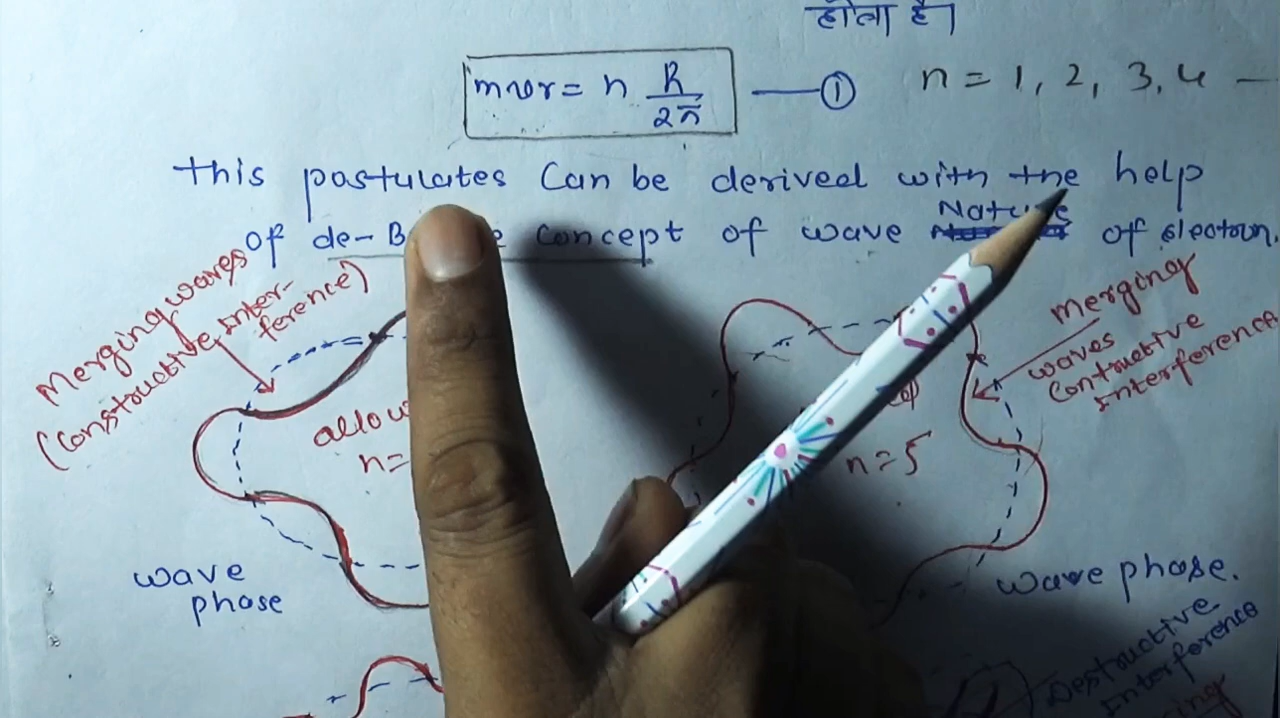 होता है।
mvr = n h/2π —— ① n = 1, 2, 3, 4 —
this postulates Can be derived with the help
of de-B concept of wave Nature of electron.
Merging waves
(Constructive Inter-
ference)
allow
n=
n = 5
Merging
waves
Contructive
Interference
wave
phase
wave phase.
Destructive
Interference